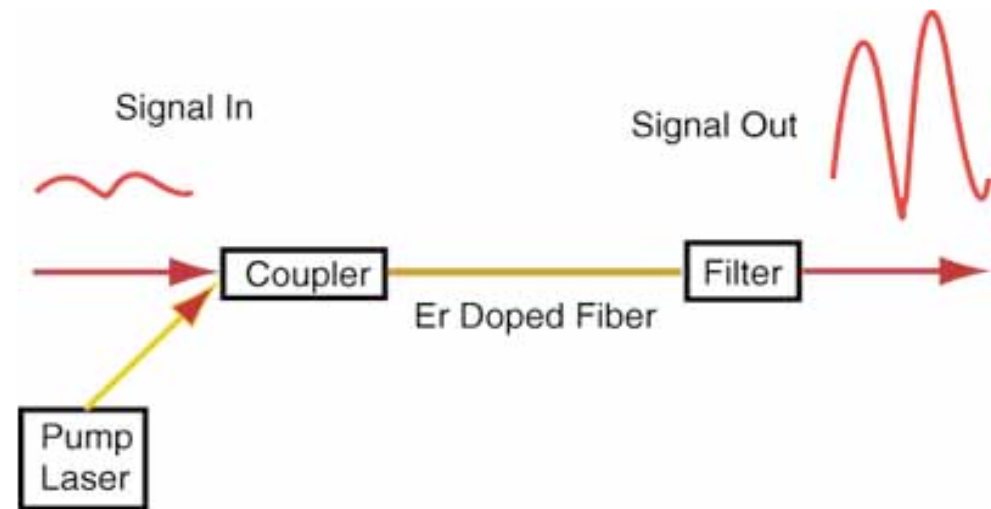 Signal In
Signal Out
Coupler
Filter
Er Doped Fiber
Pump
Laser